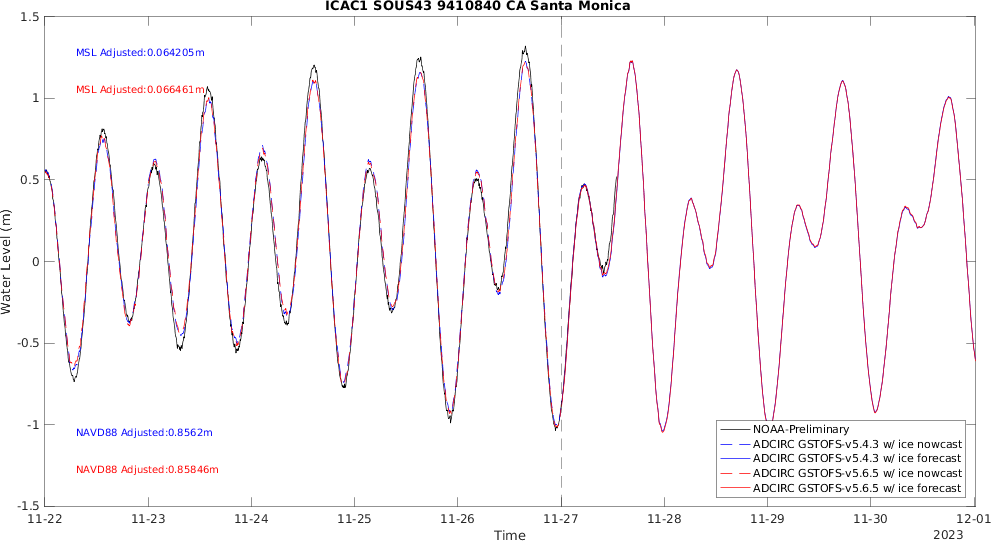 ICAC1 SOUS43 9410840 CA Santa Monica
1.5
1
0.5
0
-0.5
-1
-1.5
Water Level (m)
MSL Adjusted:0.064205m
MSL Adjusted:0.066461m
NAVD88 Adjusted:0.8562m
NAVD88 Adjusted:0.85846m
NOAA-Preliminary
ADCIRC GSTOFS-v5.4.3 w/ ice nowcast
ADCIRC GSTOFS-v5.4.3 w/ ice forecast
ADCIRC GSTOFS-v5.6.5 w/ ice nowcast
ADCIRC GSTOFS-v5.6.5 w/ ice forecast
11-22 11-23 11-24 11-25 11-26 11-27 11-28 11-29 11-30 12-01
Time
2023